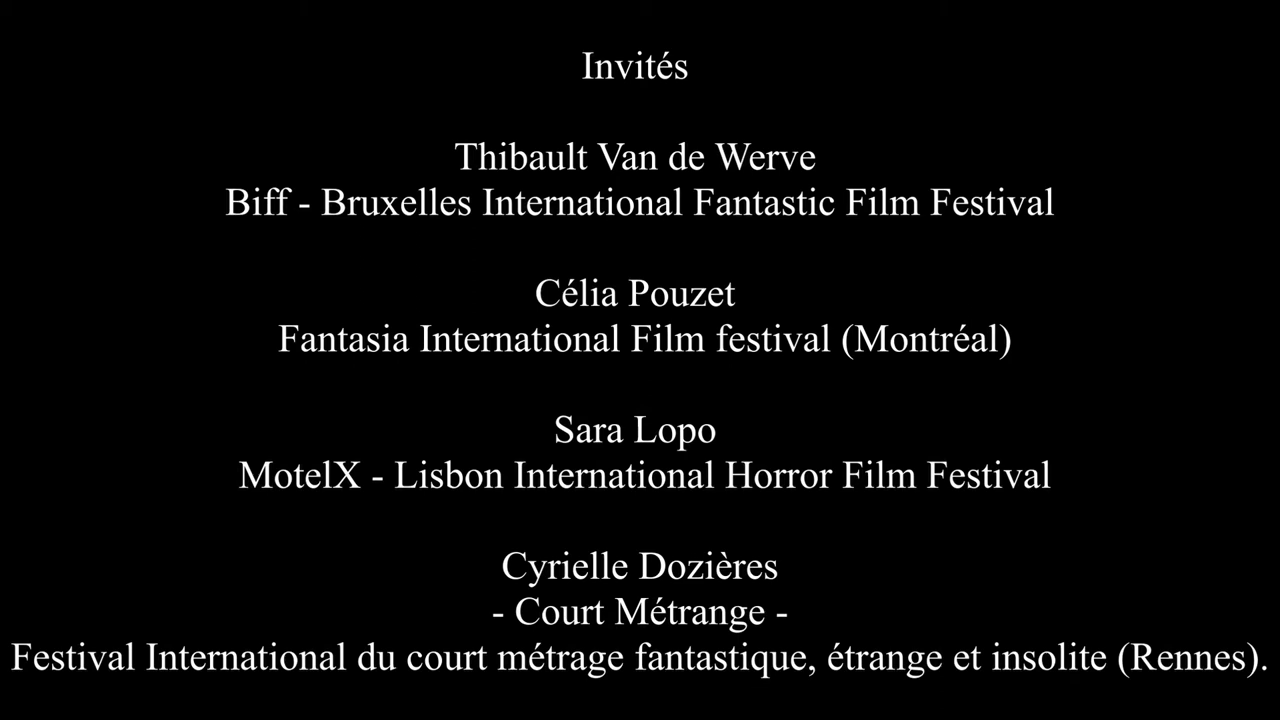 Invités
Thibault Van de Werve
Biff - Bruxelles International Fantastic Film Festival
Célia Pouzet
Fantasia International Film festival (Montréal)
Sara Lopo
MotelX - Lisbon International Horror Film Festival
Cyrielle Dozières
- Court Métrange -
Festival International du court métrage fantastique, étrange et insolite (Rennes).